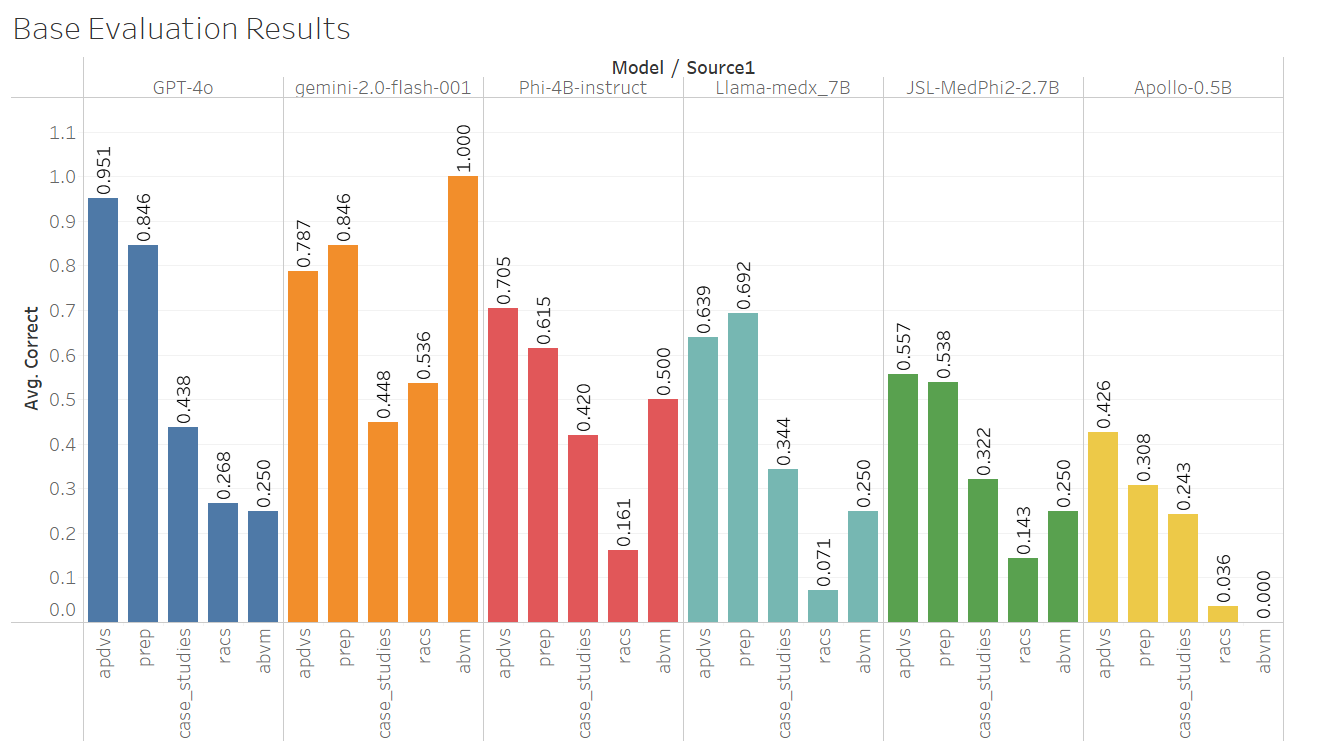 Base Evaluation Results
Model / Source1
GPT-4o gemini-2.0-flash-001 Phi-4B-instruct Llama-medx_7B JSL-MedPhi2-2.7B Apollo-0.5B
Avg. Correct
1.1
1.0
0.9
0.8
0.7
0.6
0.5
0.4
0.3
0.2
0.1
0.0
0.951 0.846 0.438 0.268 0.250
0.787 0.846 0.448 0.536 1.000
0.705 0.615 0.420 0.161 0.500
0.639 0.692 0.344 0.071 0.250
0.557 0.538 0.322 0.143 0.250
0.426 0.308 0.243 0.036 0.000
apdvs prep case_studies racs abvm
apdvs prep case_studies racs abvm
apdvs prep case_studies racs abvm
apdvs prep case_studies racs abvm
apdvs prep case_studies racs abvm
apdvs prep case_studies racs abvm